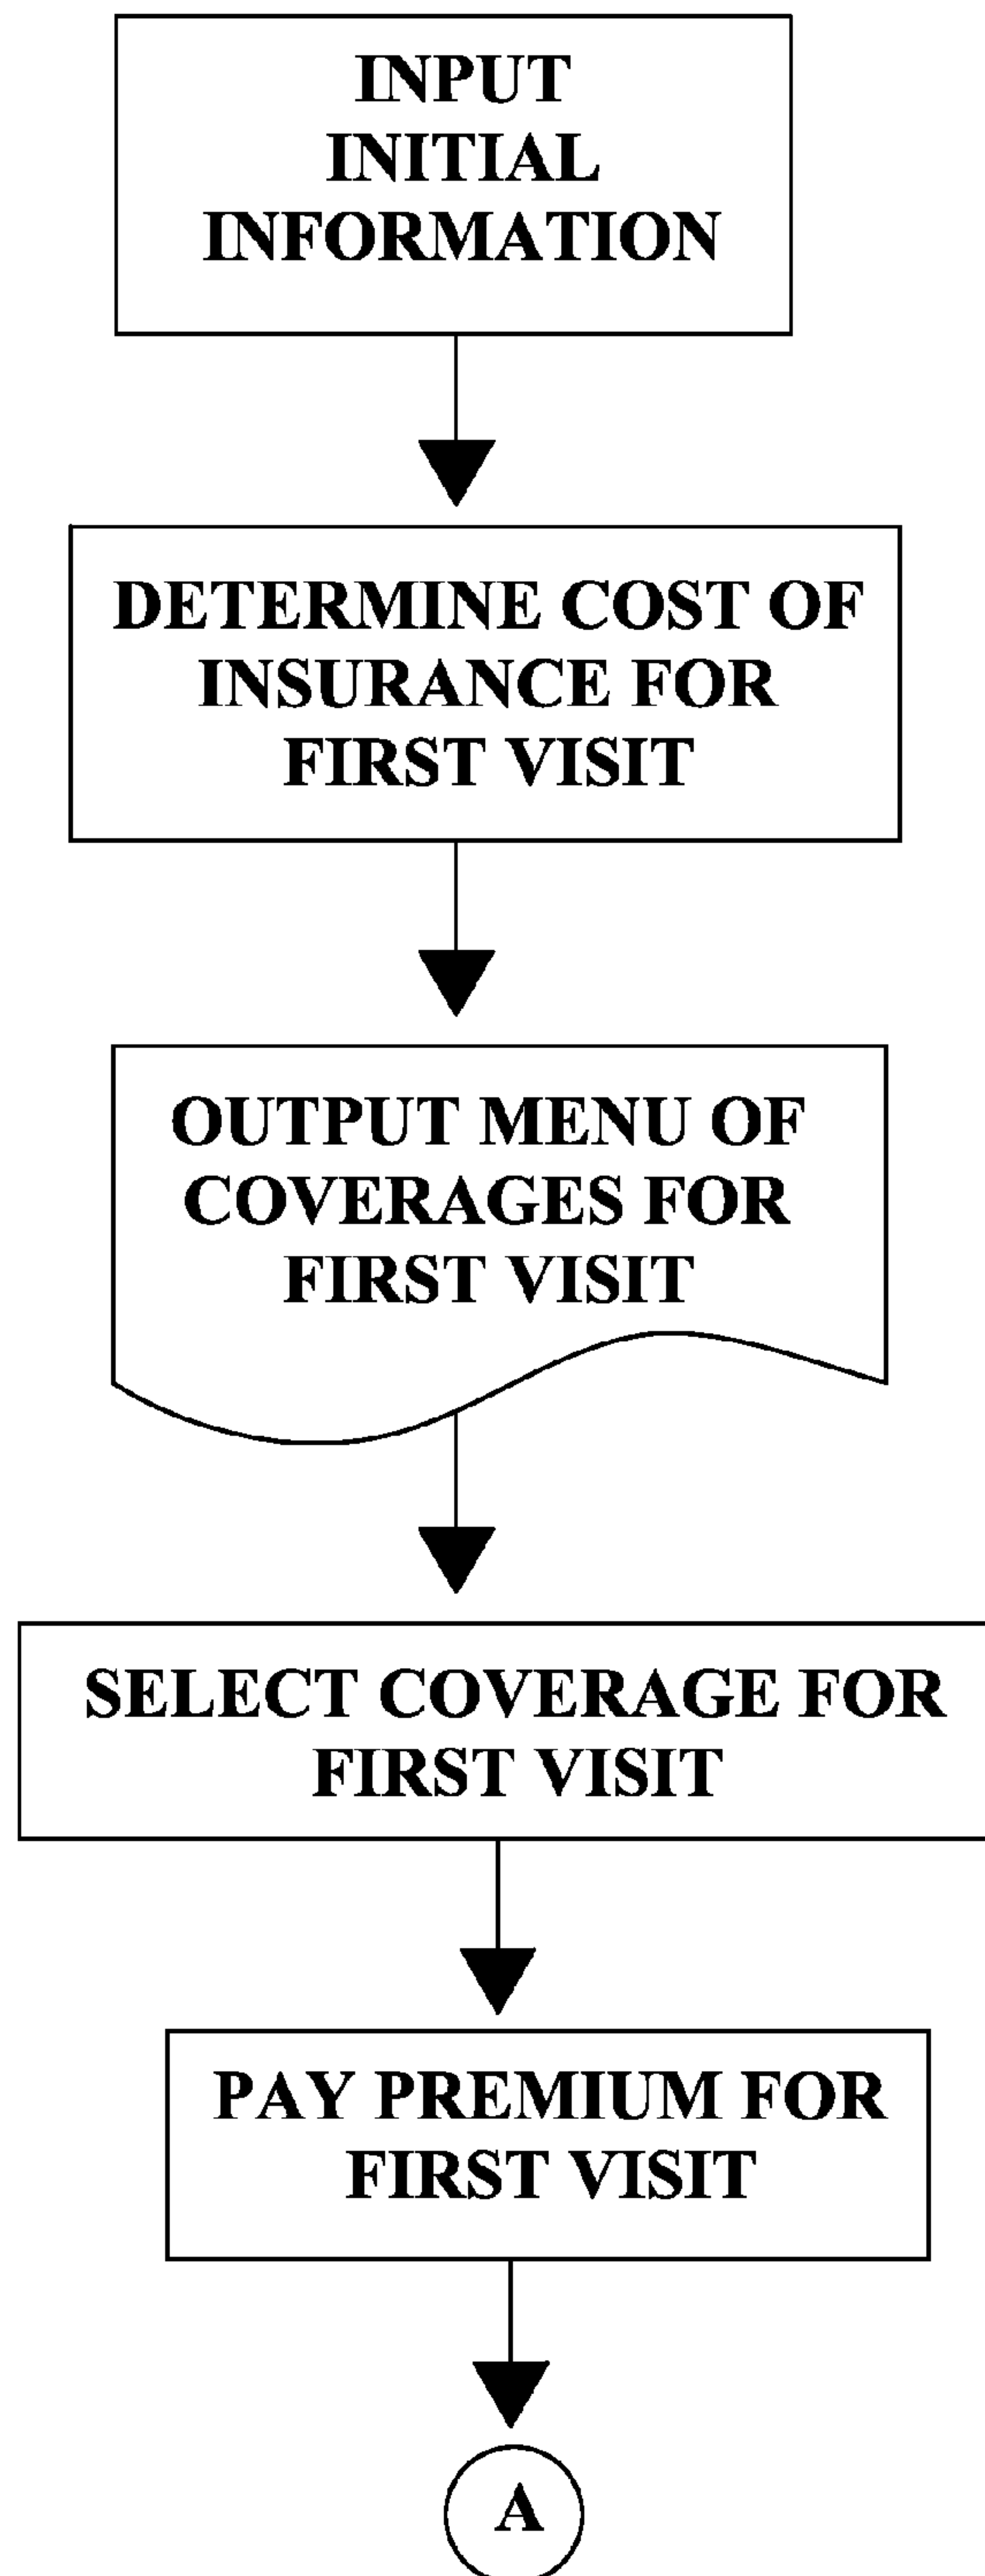 INPUT
INITIAL
INFORMATION
DETERMINE COST OF
INSURANCE FOR
FIRST VISIT
OUTPUT MENU OF
COVERAGES FOR
FIRST VISIT
SELECT COVERAGE FOR
FIRST VISIT
PAY PREMIUM FOR
FIRST VISIT
A